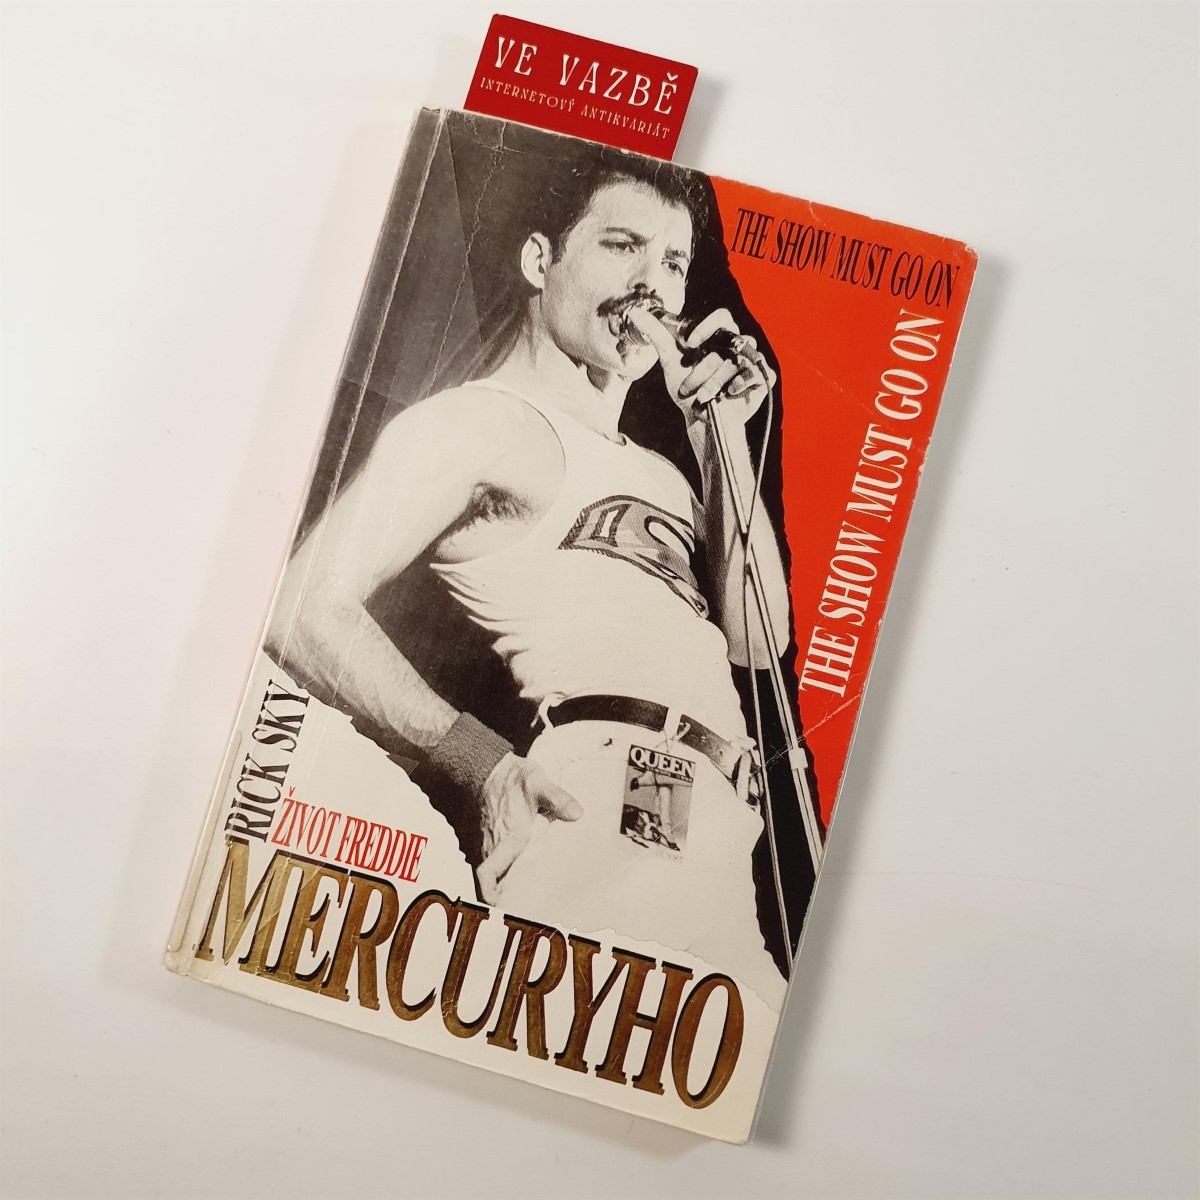 VE VAZBĚ
INTERNETOVÝ ANTIKVARIÁT
THE SHOW MUST GO ON
THE SHOW MUST GO ON
RICK SKY
ŽIVOT FREDDIE
MERCURYHO
QUEEN